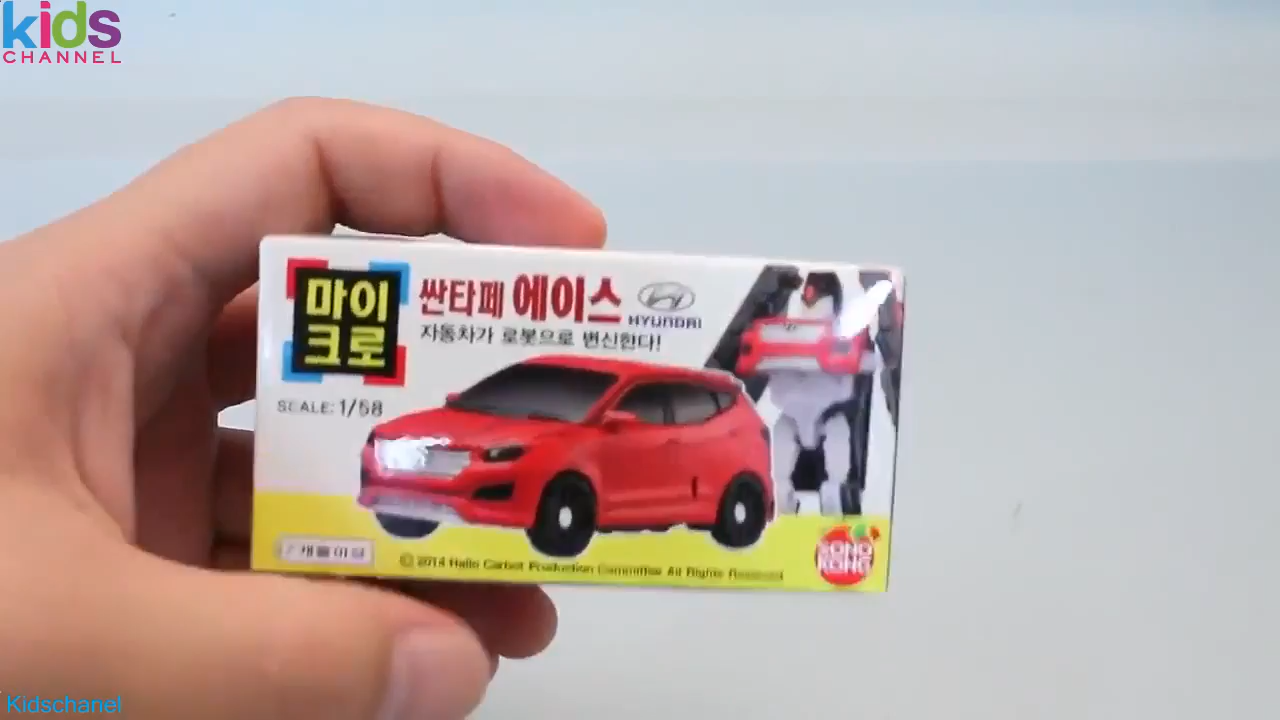 kids
CHANNEL
마이
크로
싼타페 에이스
HYUNDAI
자동차가 로봇으로 변신한다!
SCALE: 1/58
© 2014 Hello Carbot Production Committee All Rights Reserved
SONO
KONG
Kidschanel